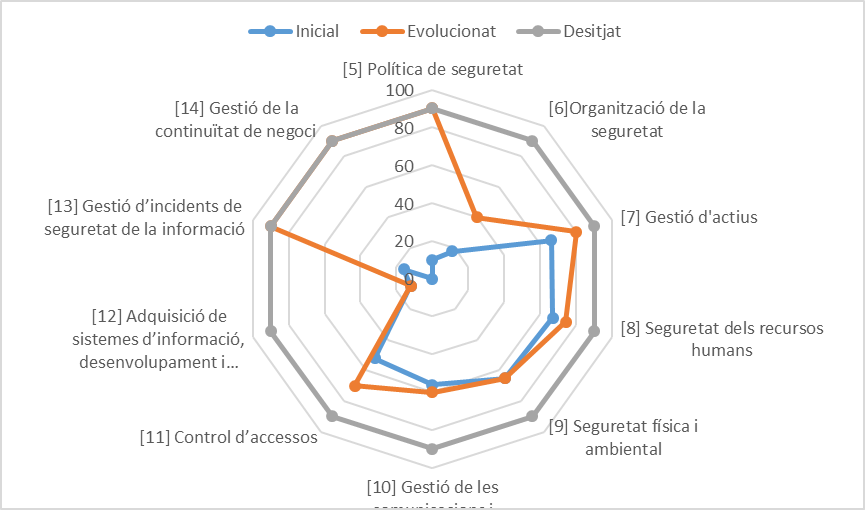 Inicial Evolucionat Desitjat
[5] Política de seguretat
100
80
60
40
20
0
[6]Organització de la
seguretat
[7] Gestió d'actius
[8] Seguretat dels recursos
humans
[9] Seguretat física i
ambiental
[10] Gestió de les
[11] Control d’accessos
[12] Adquisició de
sistemes d’informació,
desenvolupament i…
[13] Gestió d’incidents de
seguretat de la informació
[14] Gestió de la
continuïtat de negoci